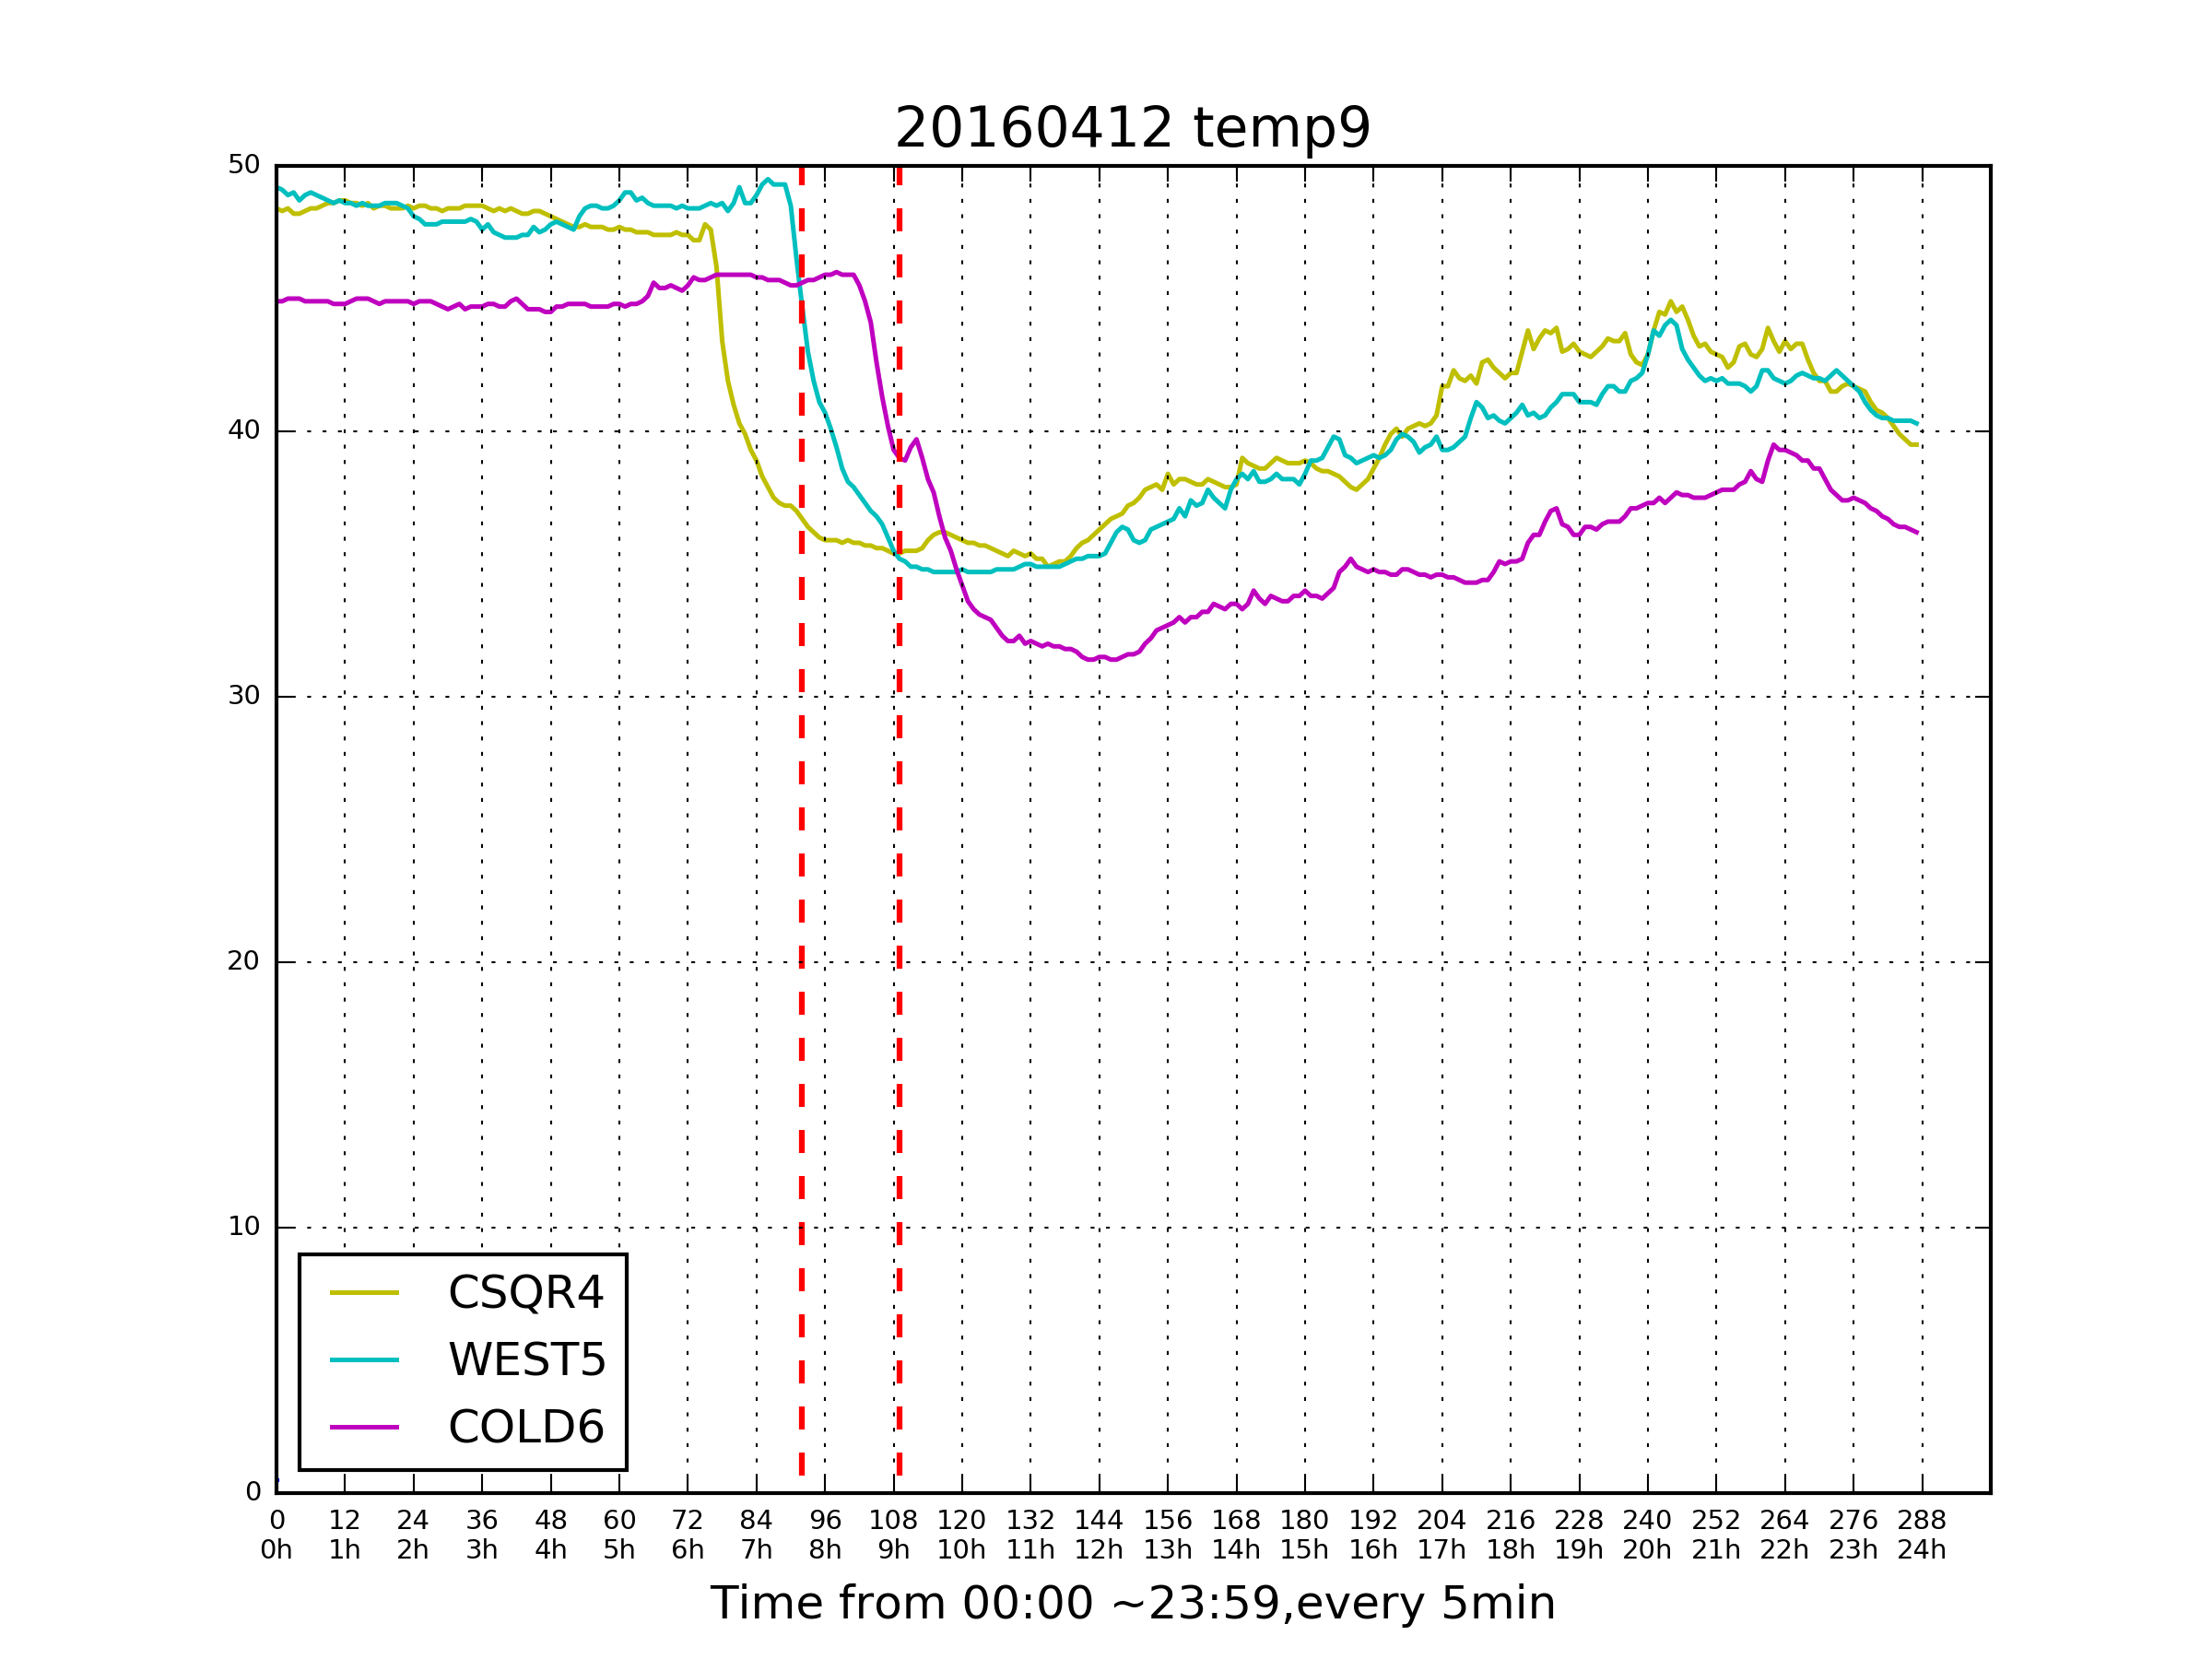 20160412 temp9
50
40
30
20
10
0
CSQR4
WEST5
COLD6
0 12 24 36 48 60 72 84 96 108 120 132 144 156 168 180 192 204 216 228 240 252 264 276 288
0h 1h 2h 3h 4h 5h 6h 7h 8h 9h 10h 11h 12h 13h 14h 15h 16h 17h 18h 19h 20h 21h 22h 23h 24h
Time from 00:00 ~23:59,every 5min